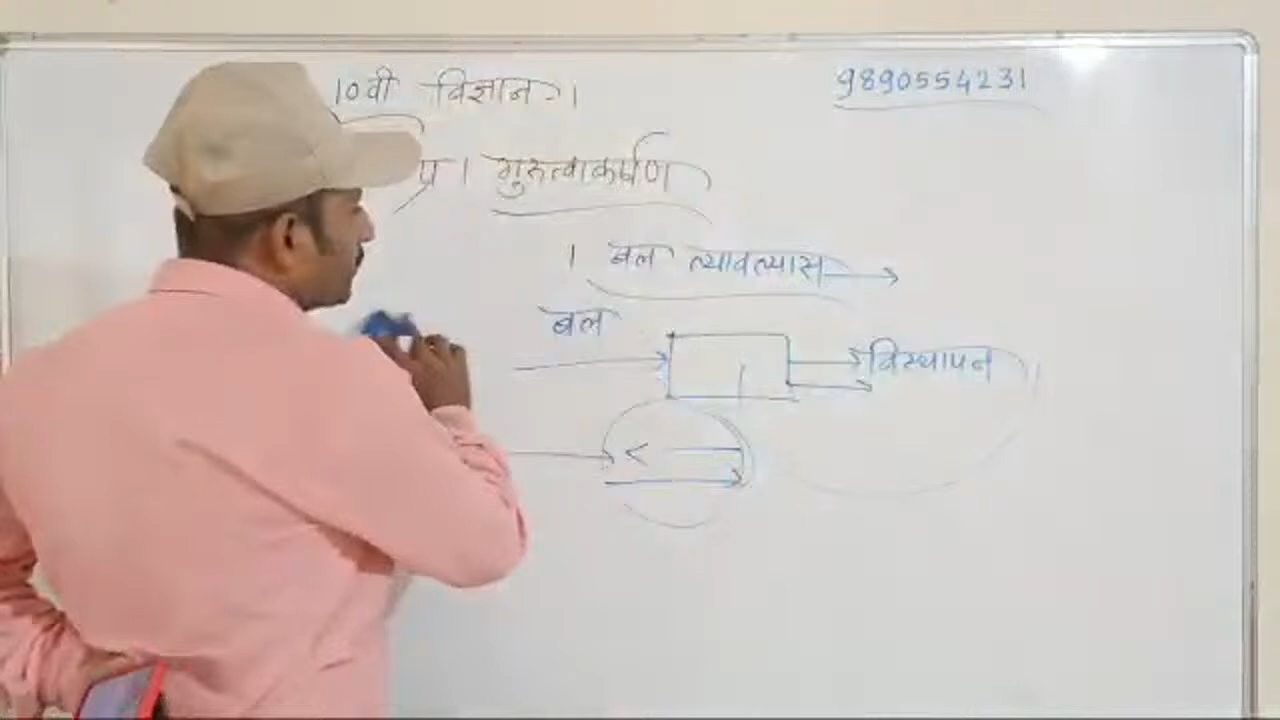 10वी विज्ञान । 9890554231
प्र । गुरुत्वाकर्षण
। बल त्यावत्यास
बल
विस्थापन